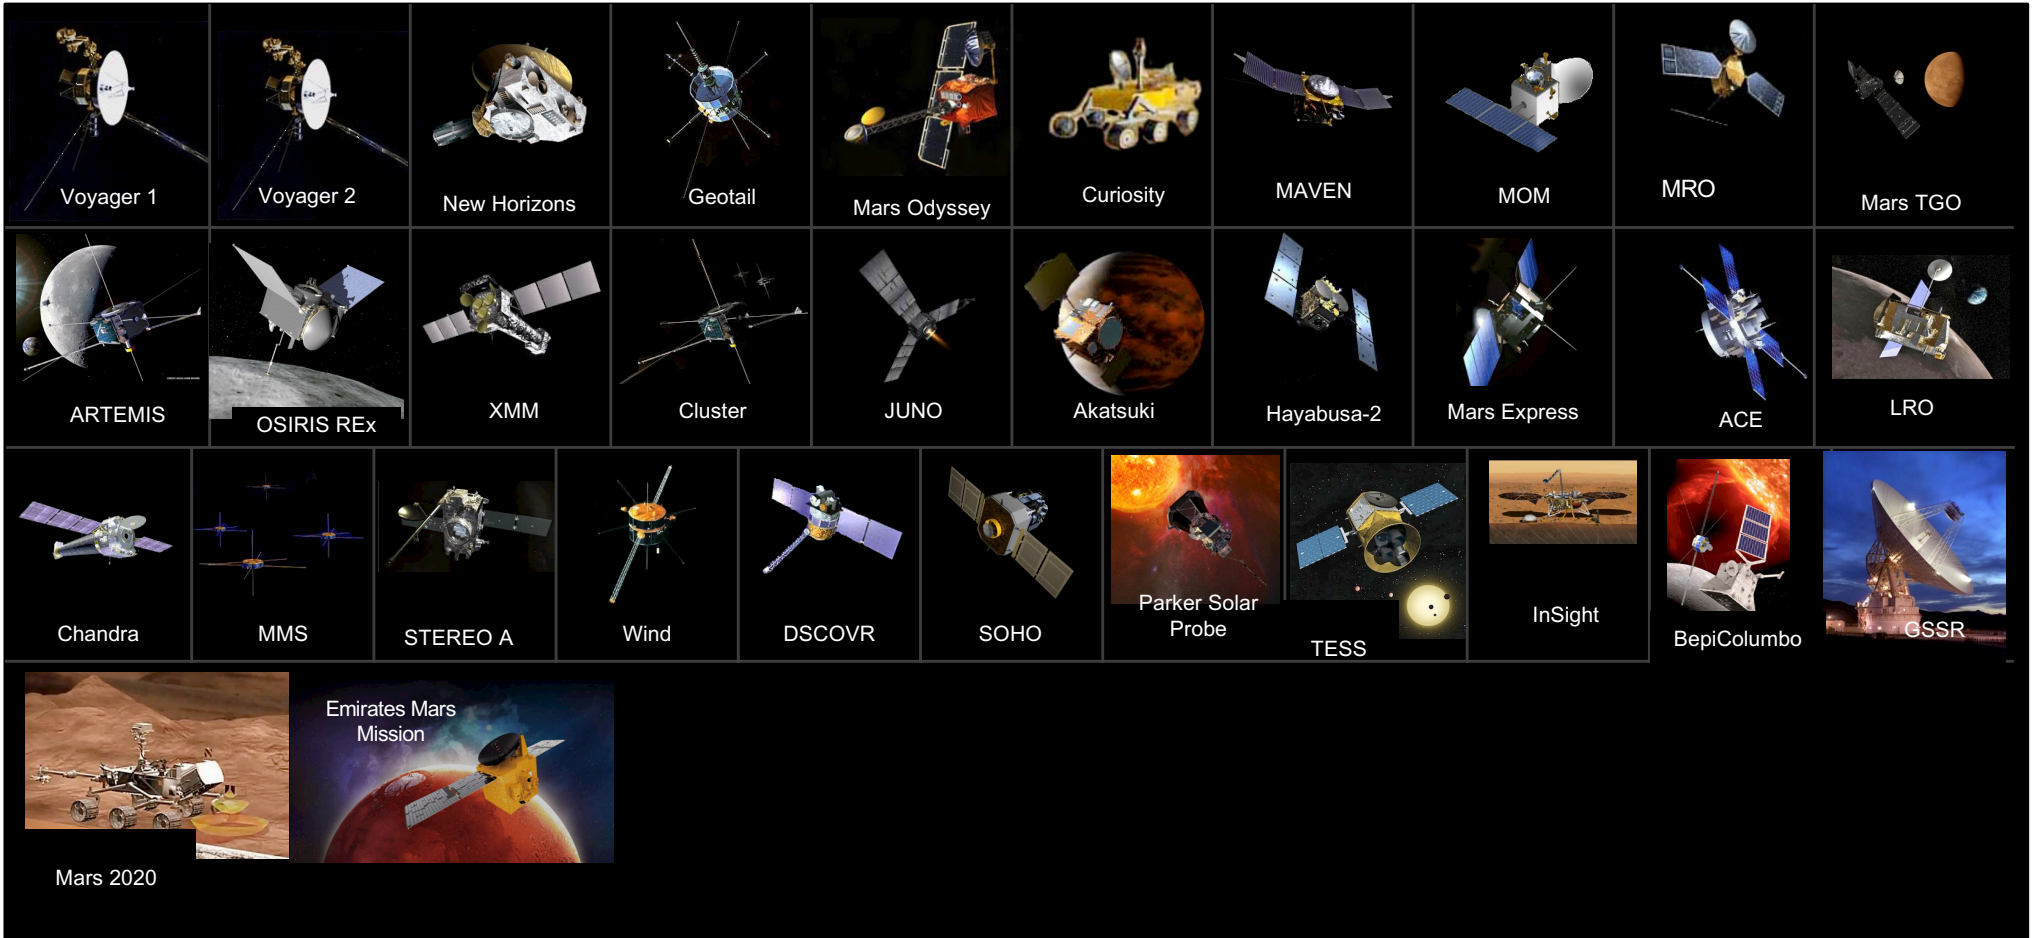 Voyager 1
Voyager 2
New Horizons
Geotail
Mars Odyssey
Curiosity
MAVEN
MOM
MRO
Mars TGO
ARTEMIS
OSIRIS REx
XMM
Cluster
JUNO
Akatsuki
Hayabusa-2
Mars Express
ACE
LRO
Chandra
MMS
STEREO A
Wind
DSCOVR
SOHO
Parker Solar
Probe
TESS
InSight
BepiColumbo
GSSR
Mars 2020
Emirates Mars
Mission